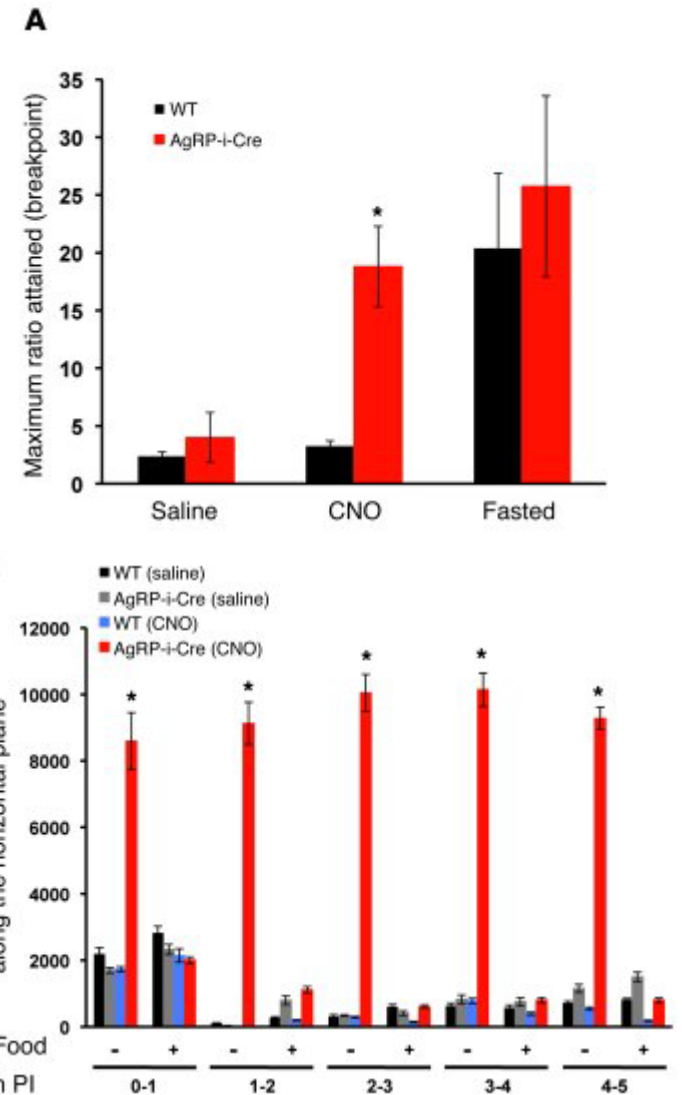 A
Maximum ratio attained (breakpoint)
35
30
25
20
15
10
5
0
WT
AgRP-i-Cre
*
Saline CNO Fasted
WT (saline)
AgRP-i-Cre (saline)
WT (CNO)
AgRP-i-Cre (CNO)
along the horizontal plane
12000
10000
8000
6000
4000
2000
0
* * * * *
Food - + - + - + - + - +
PI 0-1 1-2 2-3 3-4 4-5